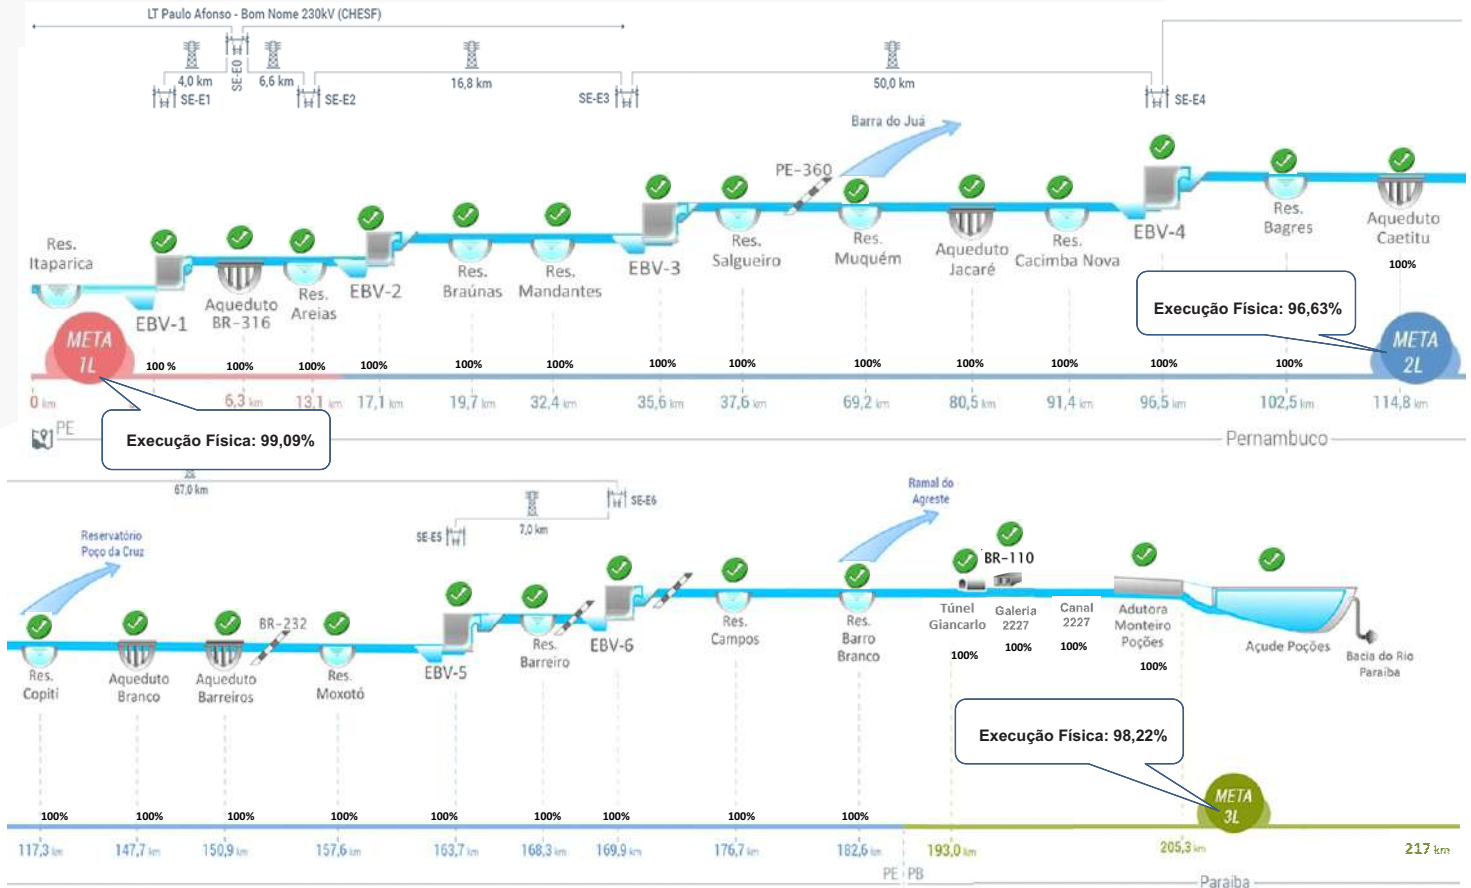 LT Paulo Afonso - Bom Nome 230kV (CHESF)
4,0 km
SE-E0
6,6 km
16,8 km
50,0 km
SE-E1
SE-E2
SE-E3
SE-E4
Barra do Juá
PE-360
Res.
Itaparica
EBV-1
Aqueduto
BR-316
Res.
Areias
EBV-2
Res.
Braúnas
Res.
Mandantes
EBV-3
Res.
Salgueiro
Res.
Muquém
Aqueduto
Jacaré
Res.
Cacimba Nova
EBV-4
Res.
Bagres
Aqueduto
Caetitu
100%
Execução Física: 96,63%
META
1L
META
2L
100 %
100%
100%
100%
100%
100%
100%
100%
100%
100%
100%
100%
100%
0 km
6,3 km
13,1 km
17,1 km
19,7 km
32,4 km
35,6 km
37,6 km
69,2 km
80,5 km
91,4 km
96,5 km
102,5 km
114,8 km
Execução Física: 99,09%
PE
Pernambuco
67,0 km
SE-E5
7,0 km
SE-E6
Reservatório
Poço da Cruz
Ramal do
Agreste
BR-232
BR-110
Res.
Copiti
Aqueduto
Branco
Aqueduto
Barreiros
Res.
Moxotó
EBV-5
Res.
Barreiro
EBV-6
Res.
Campos
Res.
Barro
Branco
Túnel
Giancarlo
100%
Galeria
2227
100%
Canal
2227
100%
Adutora
Monteiro
Poções
100%
Açude Poções
Bacia do Rio
Paraíba
Execução Física: 98,22%
META
3L
100%
100%
100%
100%
100%
100%
100%
100%
100%
117,3 km
147,7 km
150,9 km
157,6 km
163,7 km
168,3 km
169,9 km
176,7 km
182,6 km
193,0 km
205,3 km
217 km
PE
PB
Paraíba